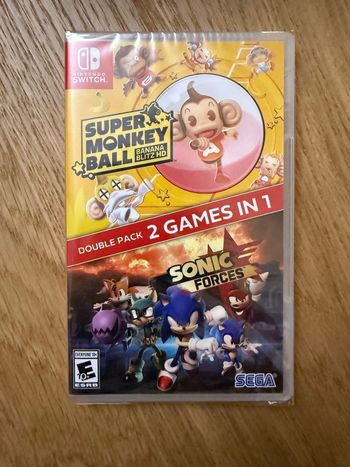 NINTENDO
SWITCH
SUPER
MONKEY
BALL
BANANA
BLITZ HD
DOUBLE PACK 2 GAMES IN 1
SONIC
FORCES
EVERYONE 10+
E
10+
ESRB
SEGA